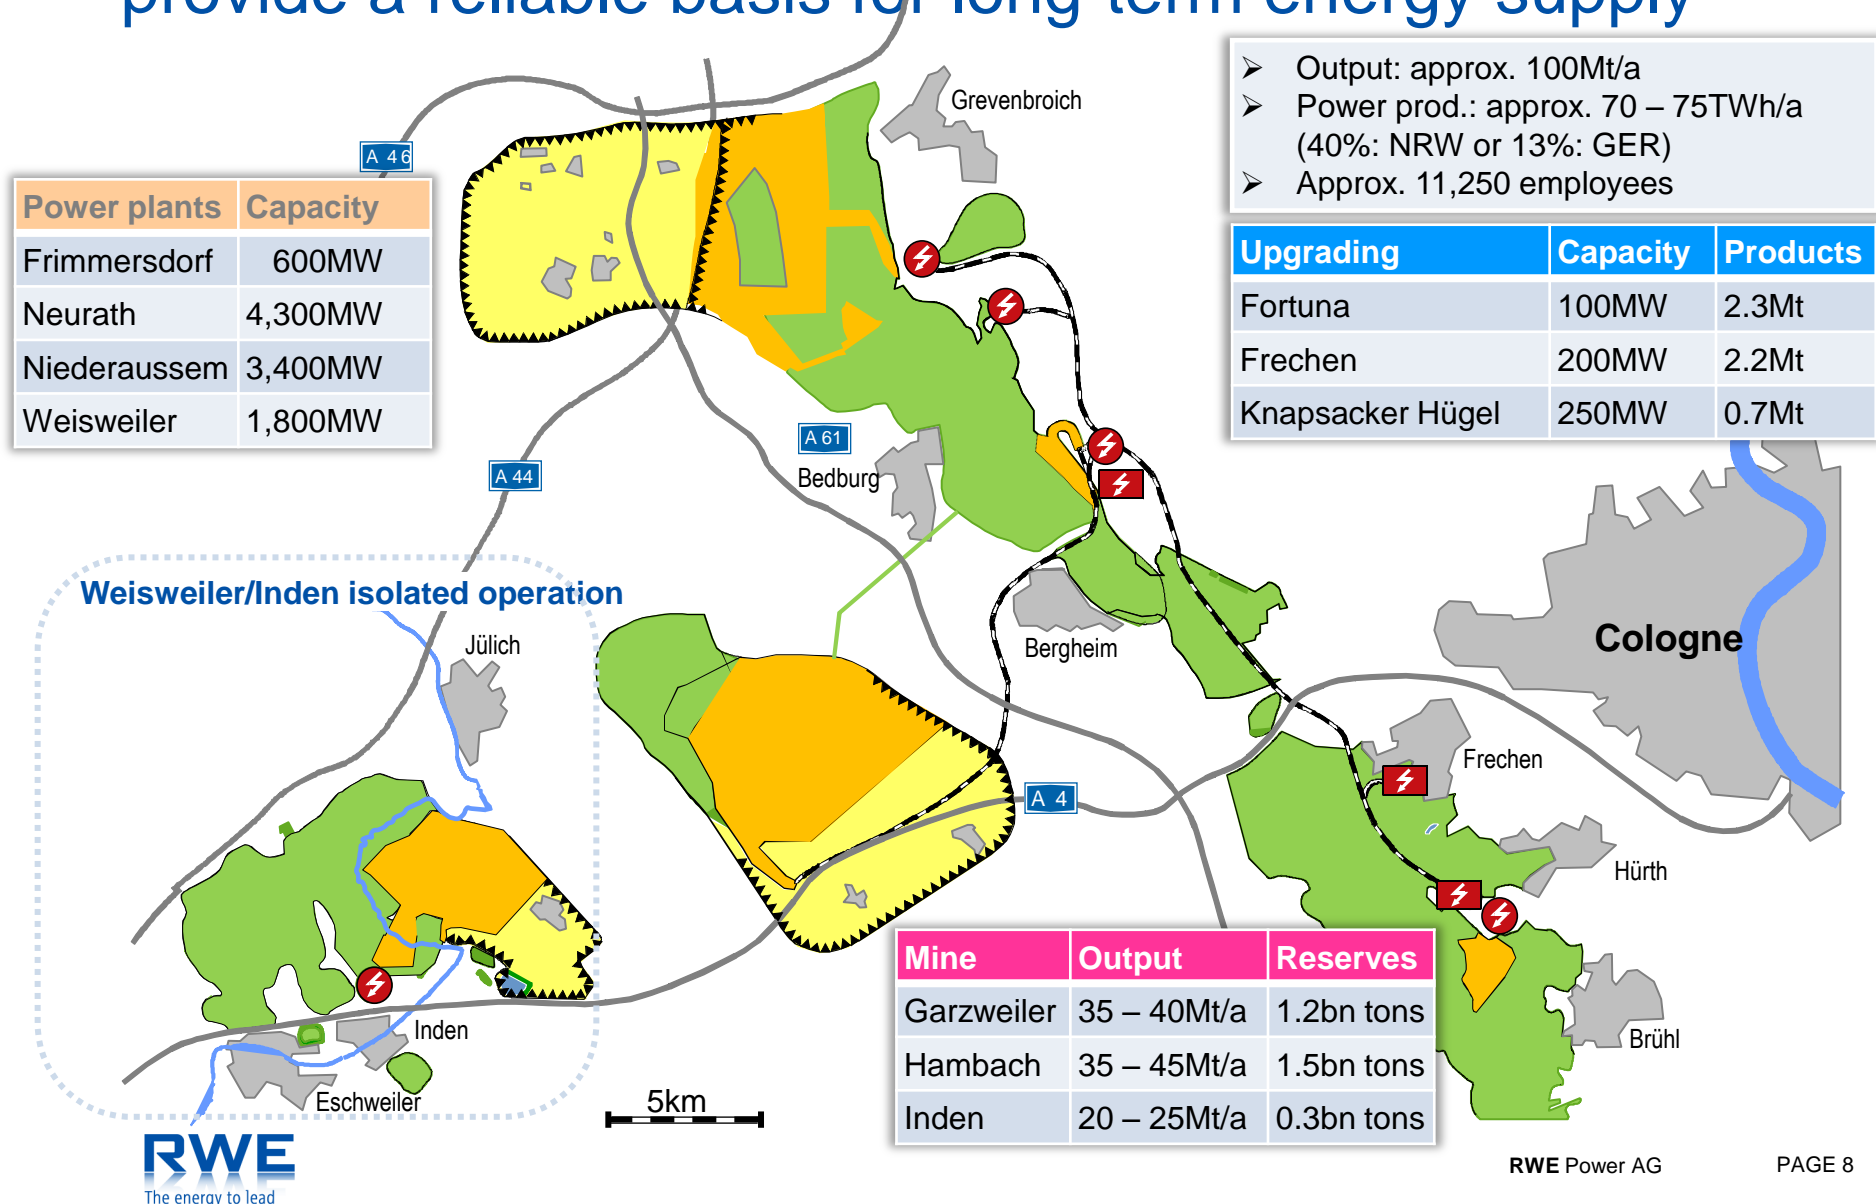 provide a reliable basis for long-term energy supply
➢ Output: approx. 100Mt/a
➢ Power prod.: approx. 70 – 75TWh/a
(40%: NRW or 13%: GER)
➢ Approx. 11,250 employees
Grevenbroich
A 46
Power plants Capacity
Frimmersdorf 600MW
Neurath 4,300MW
Niederaussem 3,400MW
Weisweiler 1,800MW
Upgrading Capacity Products
Fortuna 100MW 2.3Mt
Frechen 200MW 2.2Mt
Knapsacker Hügel 250MW 0.7Mt
A 61
Bedburg
A 44
Weisweiler/Inden isolated operation
Jülich
Bergheim
Cologne
Frechen
A 4
Hürth
Mine Output Reserves
Garzweiler 35 – 40Mt/a 1.2bn tons
Hambach 35 – 45Mt/a 1.5bn tons
Inden 20 – 25Mt/a 0.3bn tons
Inden
Brühl
Eschweiler
5km
RWE
The energy to lead
RWE Power AG
PAGE 8